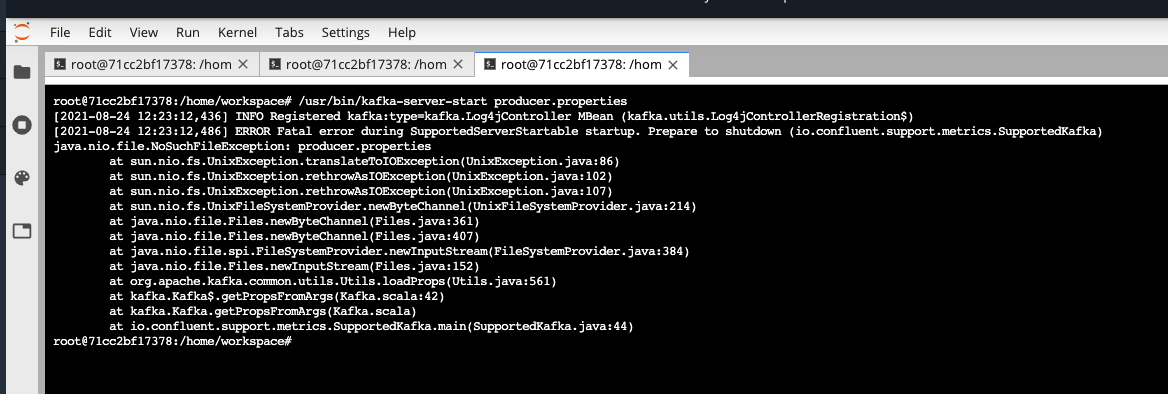 File Edit View Run Kernel Tabs Settings Help
root@71cc2bf17378: /hom root@71cc2bf17378: /hom root@71cc2bf17378: /hom
root@71cc2bf17378:/home/workspace# /usr/bin/kafka-server-start producer.properties
[2021-08-24 12:23:12,436] INFO Registered kafka:type=kafka.Log4jController MBean (kafka.utils.Log4jControllerRegistration$)
[2021-08-24 12:23:12,486] ERROR Fatal error during SupportedServerStartable startup. Prepare to shutdown (io.confluent.support.metrics.SupportedKafka)
java.nio.file.NoSuchFileException: producer.properties
at sun.nio.fs.UnixException.translateToIOException(UnixException.java:86)
at sun.nio.fs.UnixException.rethrowAsIOException(UnixException.java:102)
at sun.nio.fs.UnixException.rethrowAsIOException(UnixException.java:107)
at sun.nio.fs.UnixFileSystemProvider.newByteChannel(UnixFileSystemProvider.java:214)
at java.nio.file.Files.newByteChannel(Files.java:361)
at java.nio.file.Files.newByteChannel(Files.java:407)
at java.nio.file.spi.FileSystemProvider.newInputStream(FileSystemProvider.java:384)
at java.nio.file.Files.newInputStream(Files.java:152)
at org.apache.kafka.common.utils.Utils.loadProps(Utils.java:561)
at kafka.Kafka$.getPropsFromArgs(Kafka.scala:42)
at kafka.Kafka.getPropsFromArgs(Kafka.scala)
at io.confluent.support.metrics.SupportedKafka.main(SupportedKafka.java:44)
root@71cc2bf17378:/home/workspace#